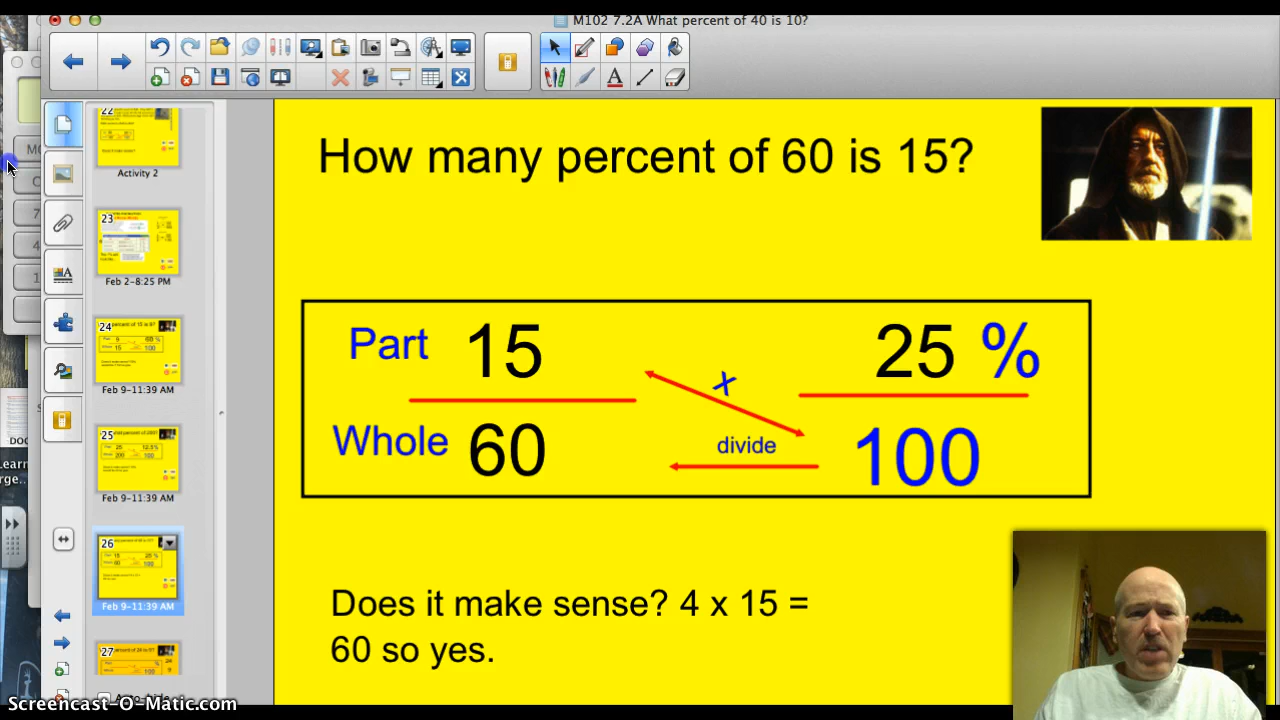 M102 7.2A What percent of 40 is 10?
22
Activity 2
23
Feb 2-8:25 PM
24
Feb 9-11:39 AM
25
Feb 9-11:39 AM
26
Feb 9-11:39 AM
27
How many percent of 60 is 15?
Part 15 25 %
x
divide
Whole 60 100
Does it make sense? 4 x 15 =
60 so yes.
Screencast-O-Matic.com